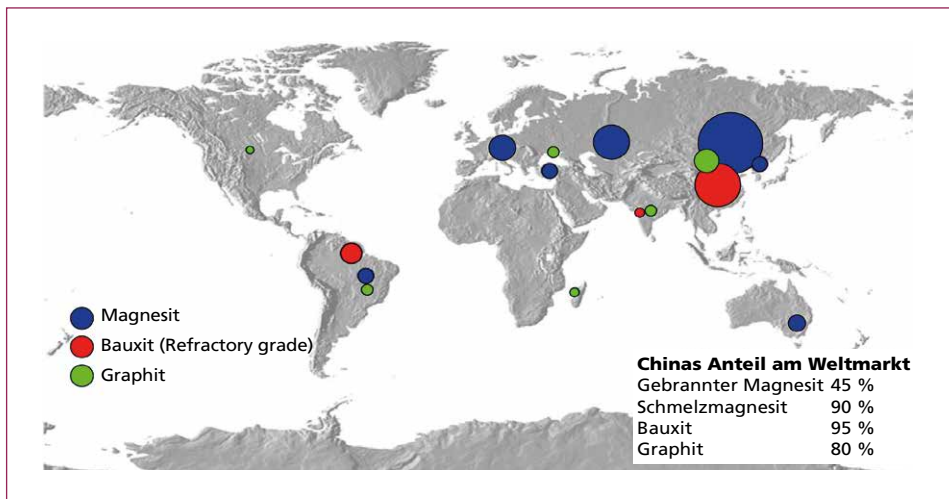 Magnesit
Bauxit (Refractory grade)
Graphit
Chinas Anteil am Weltmarkt
Gebrannter Magnesit 45 %
Schmelzmagnesit 90 %
Bauxit 95 %
Graphit 80 %